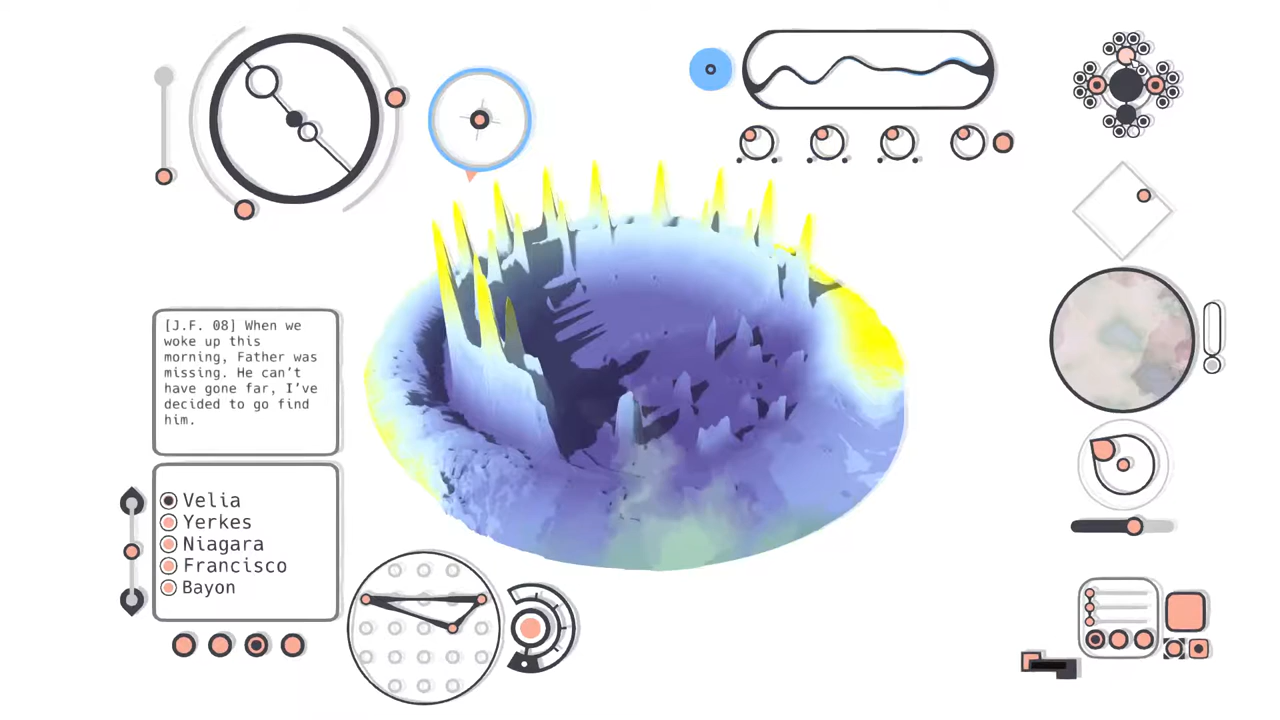 [J.F. 08] When we
woke up this
morning, Father was
missing. He can't
have gone far, I've
decided to go find
him.
Velia
Yerkes
Niagara
Francisco
Bayon